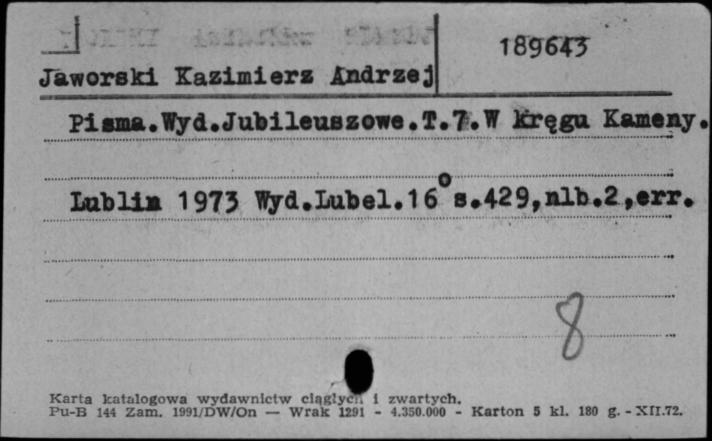 189643
Jaworski Kazimierz Andrzej
Pisma.Wyd.Jubileuszowe.T.7.W kręgu Kameny.
Lublin 1973 Wyd.Lubel.16° s.429,nlb.2,err.
8
Karta katalogowa wydawnictw ciągłych i zwartych.
Pu-B 144 Zam. 1991/DW/On — Wrak 1291 - 4.350.000 - Karton 5 kl. 180 g. - XII.72.